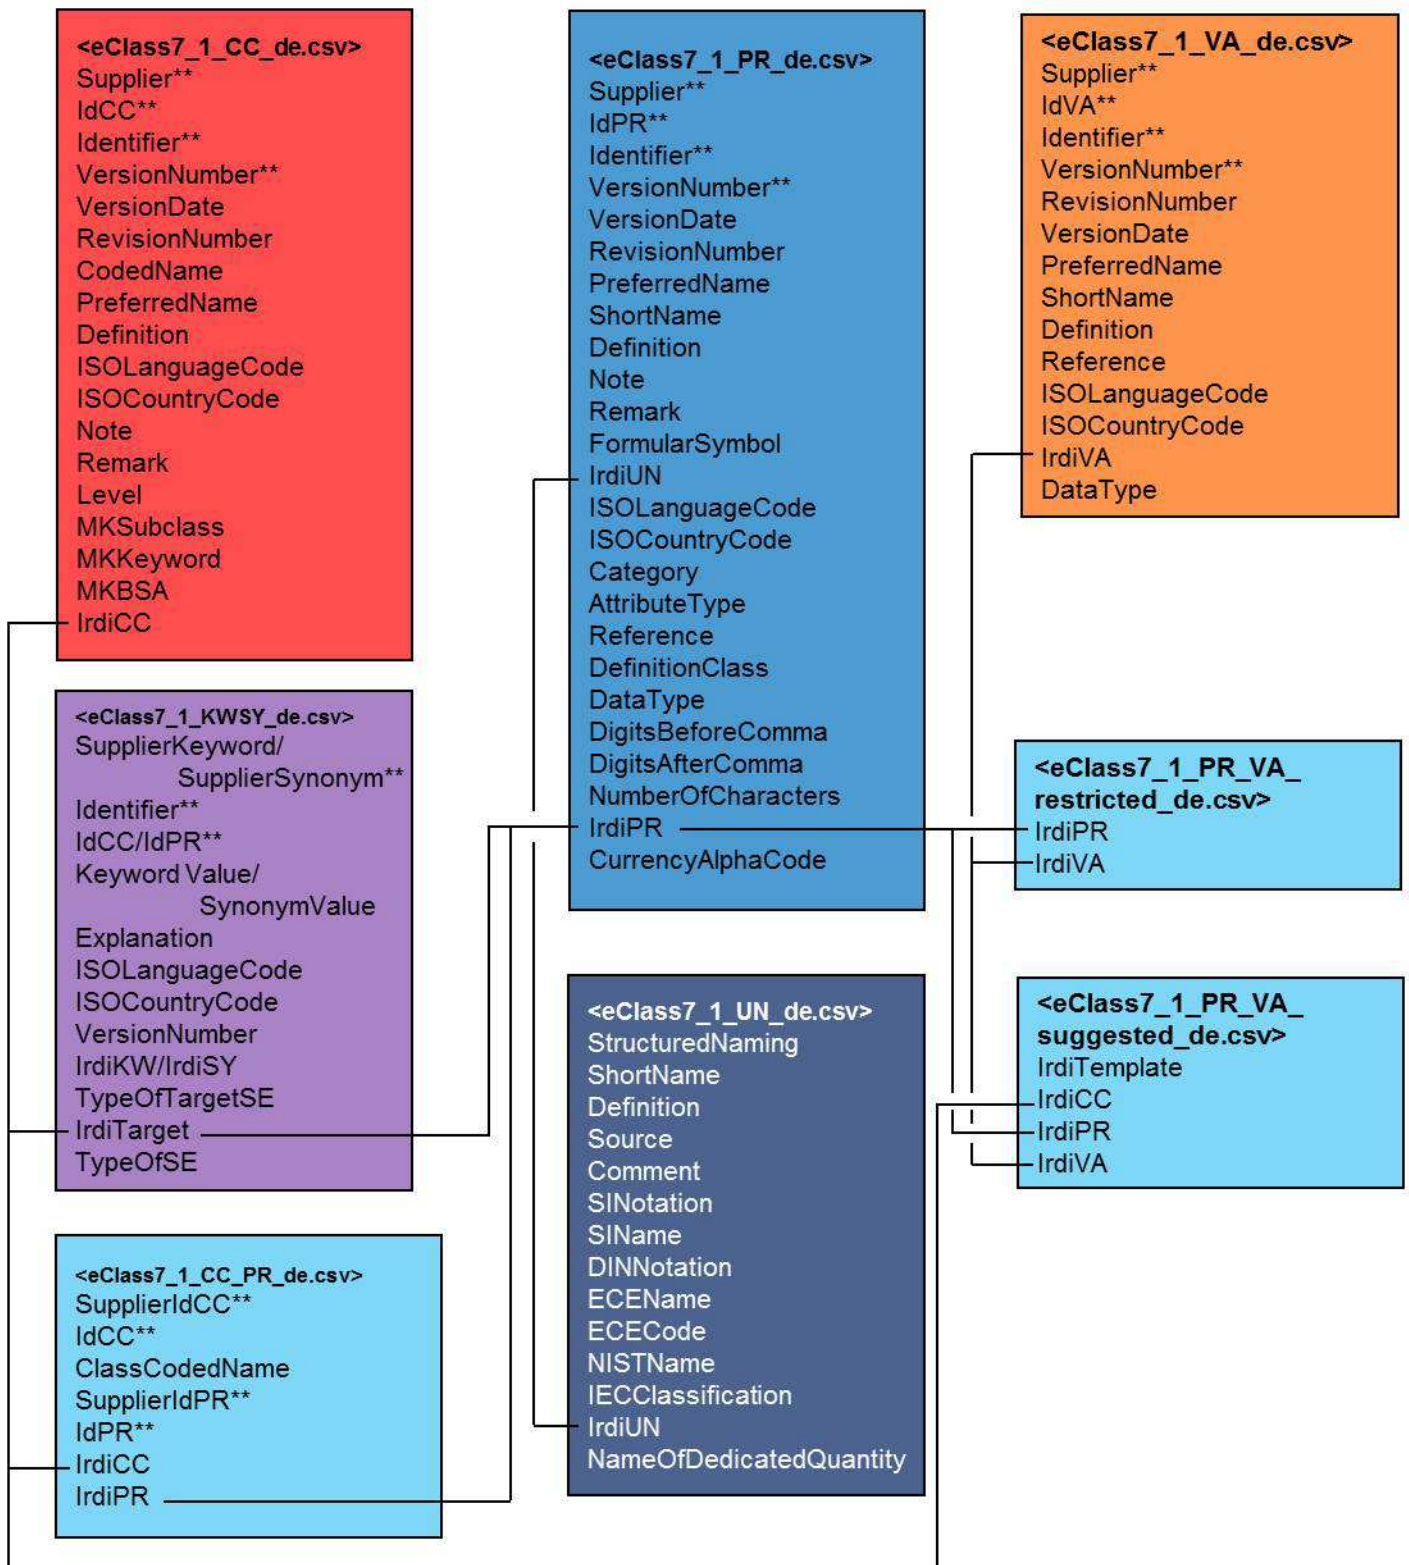 <eClass7_1_CC_de.csv>
Supplier**
IdCC**
Identifier**
VersionNumber**
VersionDate
RevisionNumber
CodedName
PreferredName
Definition
ISOLanguageCode
ISOCountryCode
Note
Remark
Level
MKSubclass
MKKeyword
MKBSA
IrdiCC
<eClass7_1_KWSY_de.csv>
SupplierKeyword/
SupplierSynonym**
Identifier**
IdCC/IdPR**
Keyword Value/
SynonymValue
Explanation
ISOLanguageCode
ISOCountryCode
VersionNumber
IrdiKW/IrdiSY
TypeOfTargetSE
IrdiTarget
TypeOfSE
<eClass7_1_CC_PR_de.csv>
SupplierIdCC**
IdCC**
ClassCodedName
SupplierIdPR**
IdPR**
IrdiCC
IrdiPR
<eClass7_1_PR_de.csv>
Supplier**
IdPR**
Identifier**
VersionNumber**
VersionDate
RevisionNumber
PreferredName
ShortName
Definition
Note
Remark
FormularSymbol
IrdiUN
ISOLanguageCode
ISOCountryCode
Category
AttributeType
Reference
DefinitionClass
DataType
DigitsBeforeComma
DigitsAfterComma
NumberOfCharacters
IrdiPR
CurrencyAlphaCode
<eClass7_1_UN_de.csv>
StructuredNaming
ShortName
Definition
Source
Comment
SINotation
SIName
DINNotation
ECEName
ECECode
NISTName
IECClassification
IrdiUN
NameOfDedicatedQuantity
<eClass7_1_VA_de.csv>
Supplier**
IdVA**
Identifier**
VersionNumber**
RevisionNumber
VersionDate
PreferredName
ShortName
Definition
Reference
ISOLanguageCode
ISOCountryCode
IrdiVA
DataType
<eClass7_1_PR_VA_
restricted_de.csv>
IrdiPR
IrdiVA
<eClass7_1_PR_VA_
suggested_de.csv>
IrdiTemplate
IrdiCC
IrdiPR
IrdiVA